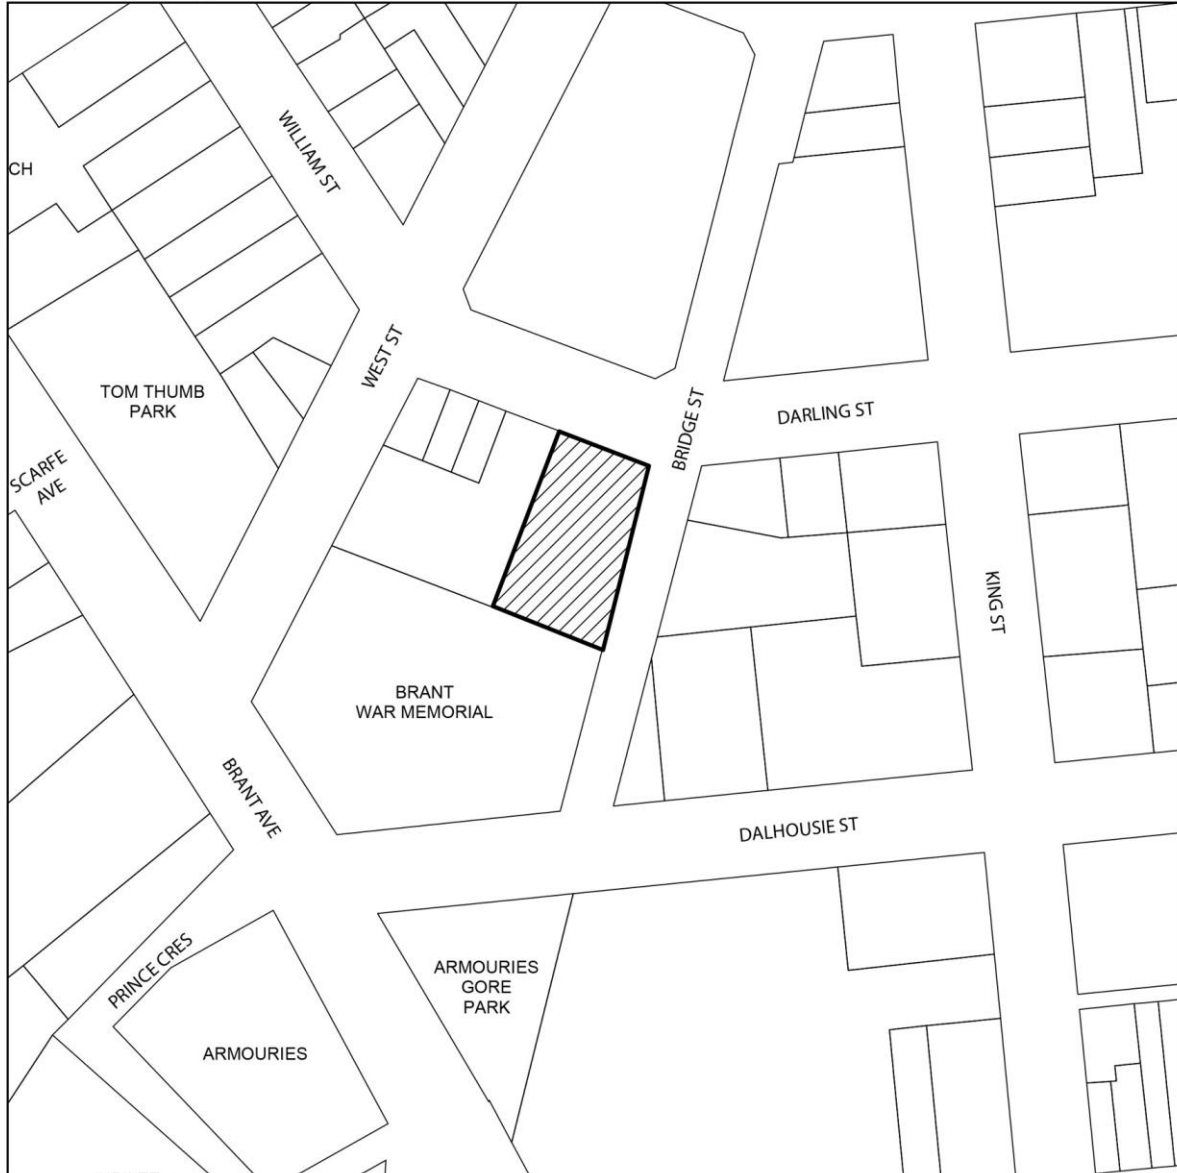 WILLIAM ST
CH
WEST ST
TOM THUMB
PARK
BRIDGE ST
DARLING ST
SCARFE
AVE
KING ST
BRANT
WAR MEMORIAL
BRANT AVE
DALHOUSIE ST
PRINCE CRES
ARMOURIES
GORE
PARK
ARMOURIES